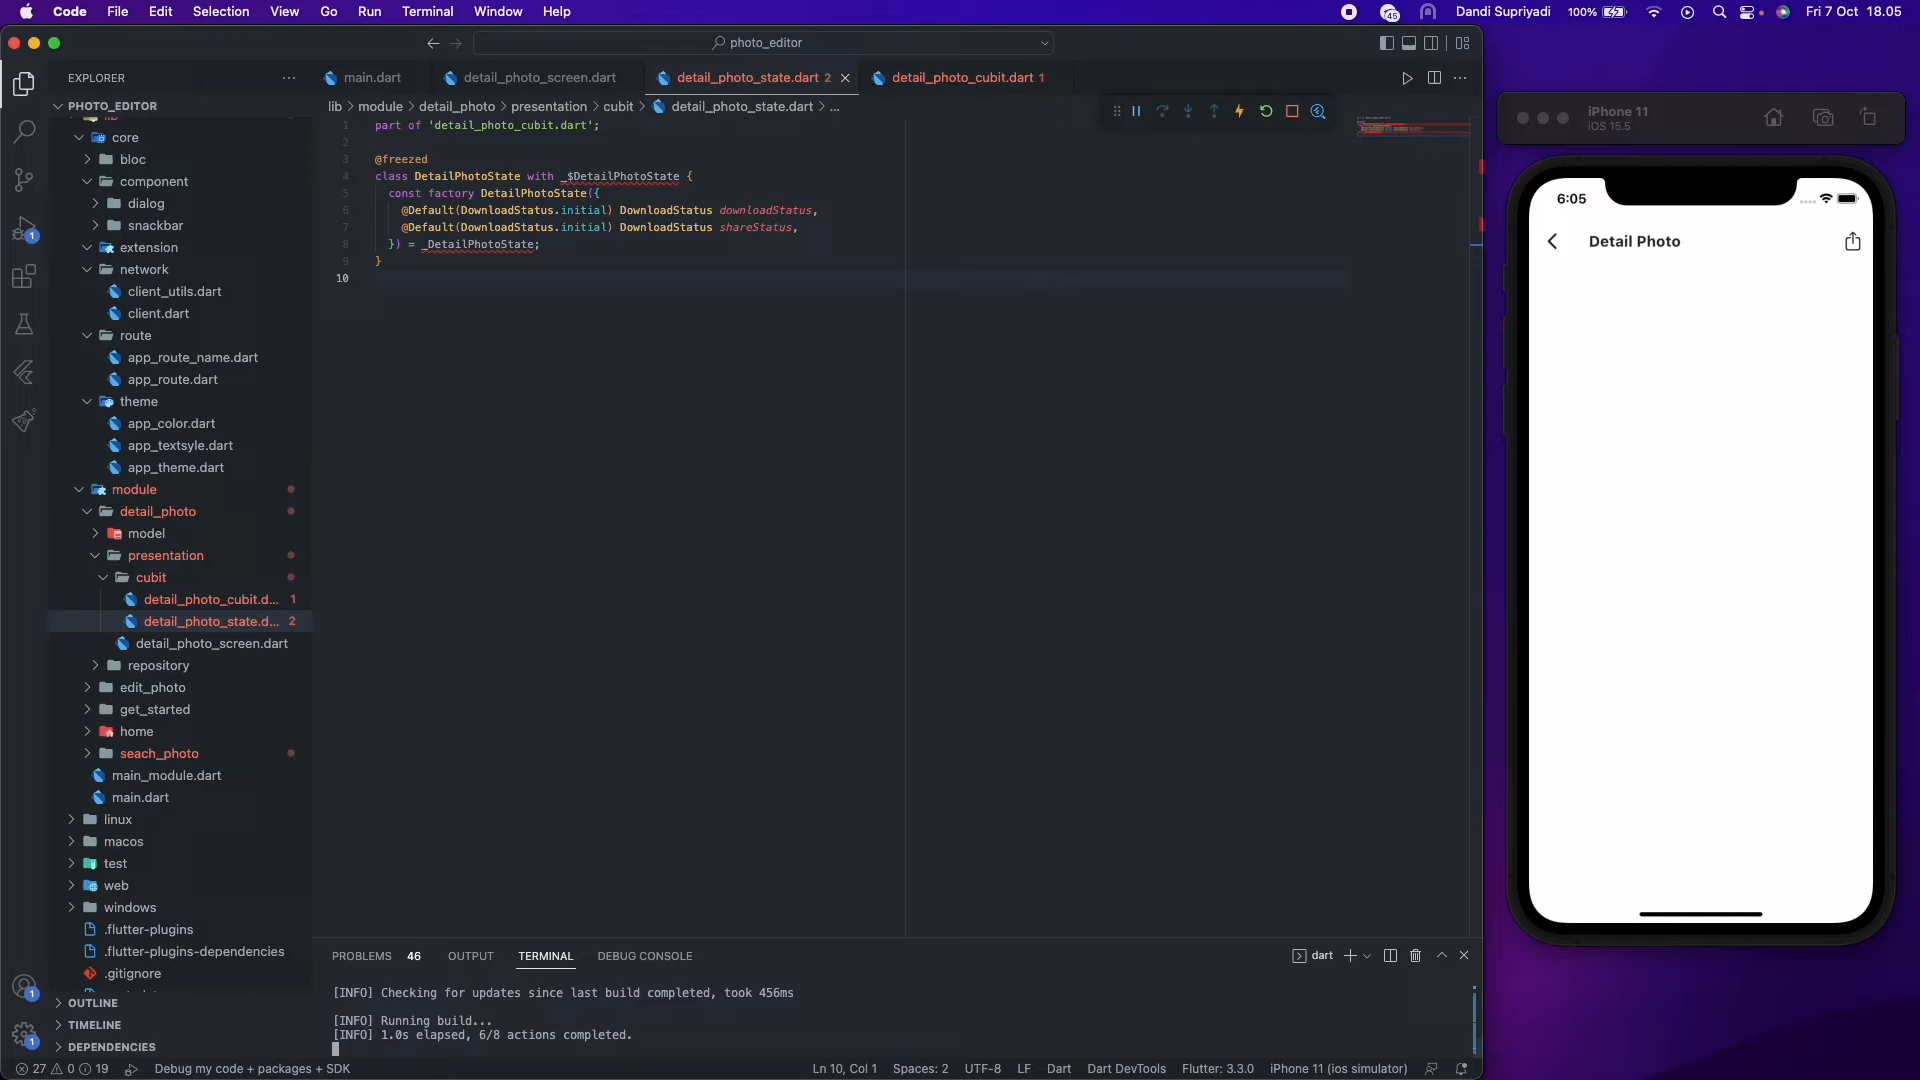 Code File Edit Selection View Go Run Terminal Window Help
45
Dandi Supriyadi 100% Fri 7 Oct 18.05
photo_editor
EXPLORER
main.dart
detail_photo_screen.dart
detail_photo_state.dart 2
detail_photo_cubit.dart 1
PHOTO_EDITOR
lib > module > detail_photo > presentation > cubit > detail_photo_state.dart > ...
core
bloc
component
dialog
snackbar
extension
network
client_utils.dart
client.dart
route
app_route_name.dart
app_route.dart
theme
app_color.dart
app_textsyle.dart
app_theme.dart
module
detail_photo
model
presentation
cubit
detail_photo_cubit.d... 1
detail_photo_state.d... 2
detail_photo_screen.dart
repository
edit_photo
get_started
home
seach_photo
main_module.dart
main.dart
linux
macos
test
web
windows
.flutter-plugins
.flutter-plugins-dependencies
.gitignore
OUTLINE
TIMELINE
DEPENDENCIES
1
1
1
1 part of 'detail_photo_cubit.dart';
2
3 @freezed
4 class DetailPhotoState with _$DetailPhotoState {
5 const factory DetailPhotoState({
6 @Default(DownloadStatus.initial) DownloadStatus downloadStatus,
7 @Default(DownloadStatus.initial) DownloadStatus shareStatus,
8 }) = _DetailPhotoState;
9 }
10
PROBLEMS 46 OUTPUT TERMINAL DEBUG CONSOLE
dart
[INFO] Checking for updates since last build completed, took 456ms
[INFO] Running build...
[INFO] 1.0s elapsed, 6/8 actions completed.
27 0 19 Debug my code + packages + SDK
Ln 10, Col 1 Spaces: 2 UTF-8 LF Dart Dart DevTools Flutter: 3.3.0 iPhone 11 (ios simulator)
iPhone 11
iOS 15.5
6:05
Detail Photo